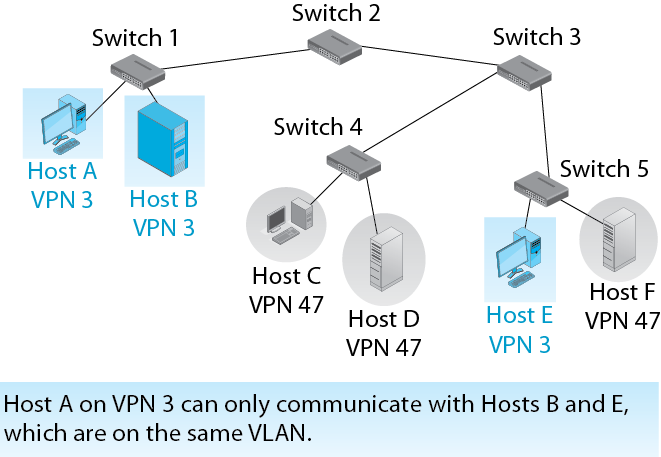 Switch 2
Switch 1
Switch 3
Switch 4
Switch 5
Host A
VPN 3
Host B
VPN 3
Host C
VPN 47
Host D
VPN 47
Host E
VPN 3
Host F
VPN 47
Host A on VPN 3 can only communicate with Hosts B and E,
which are on the same VLAN.